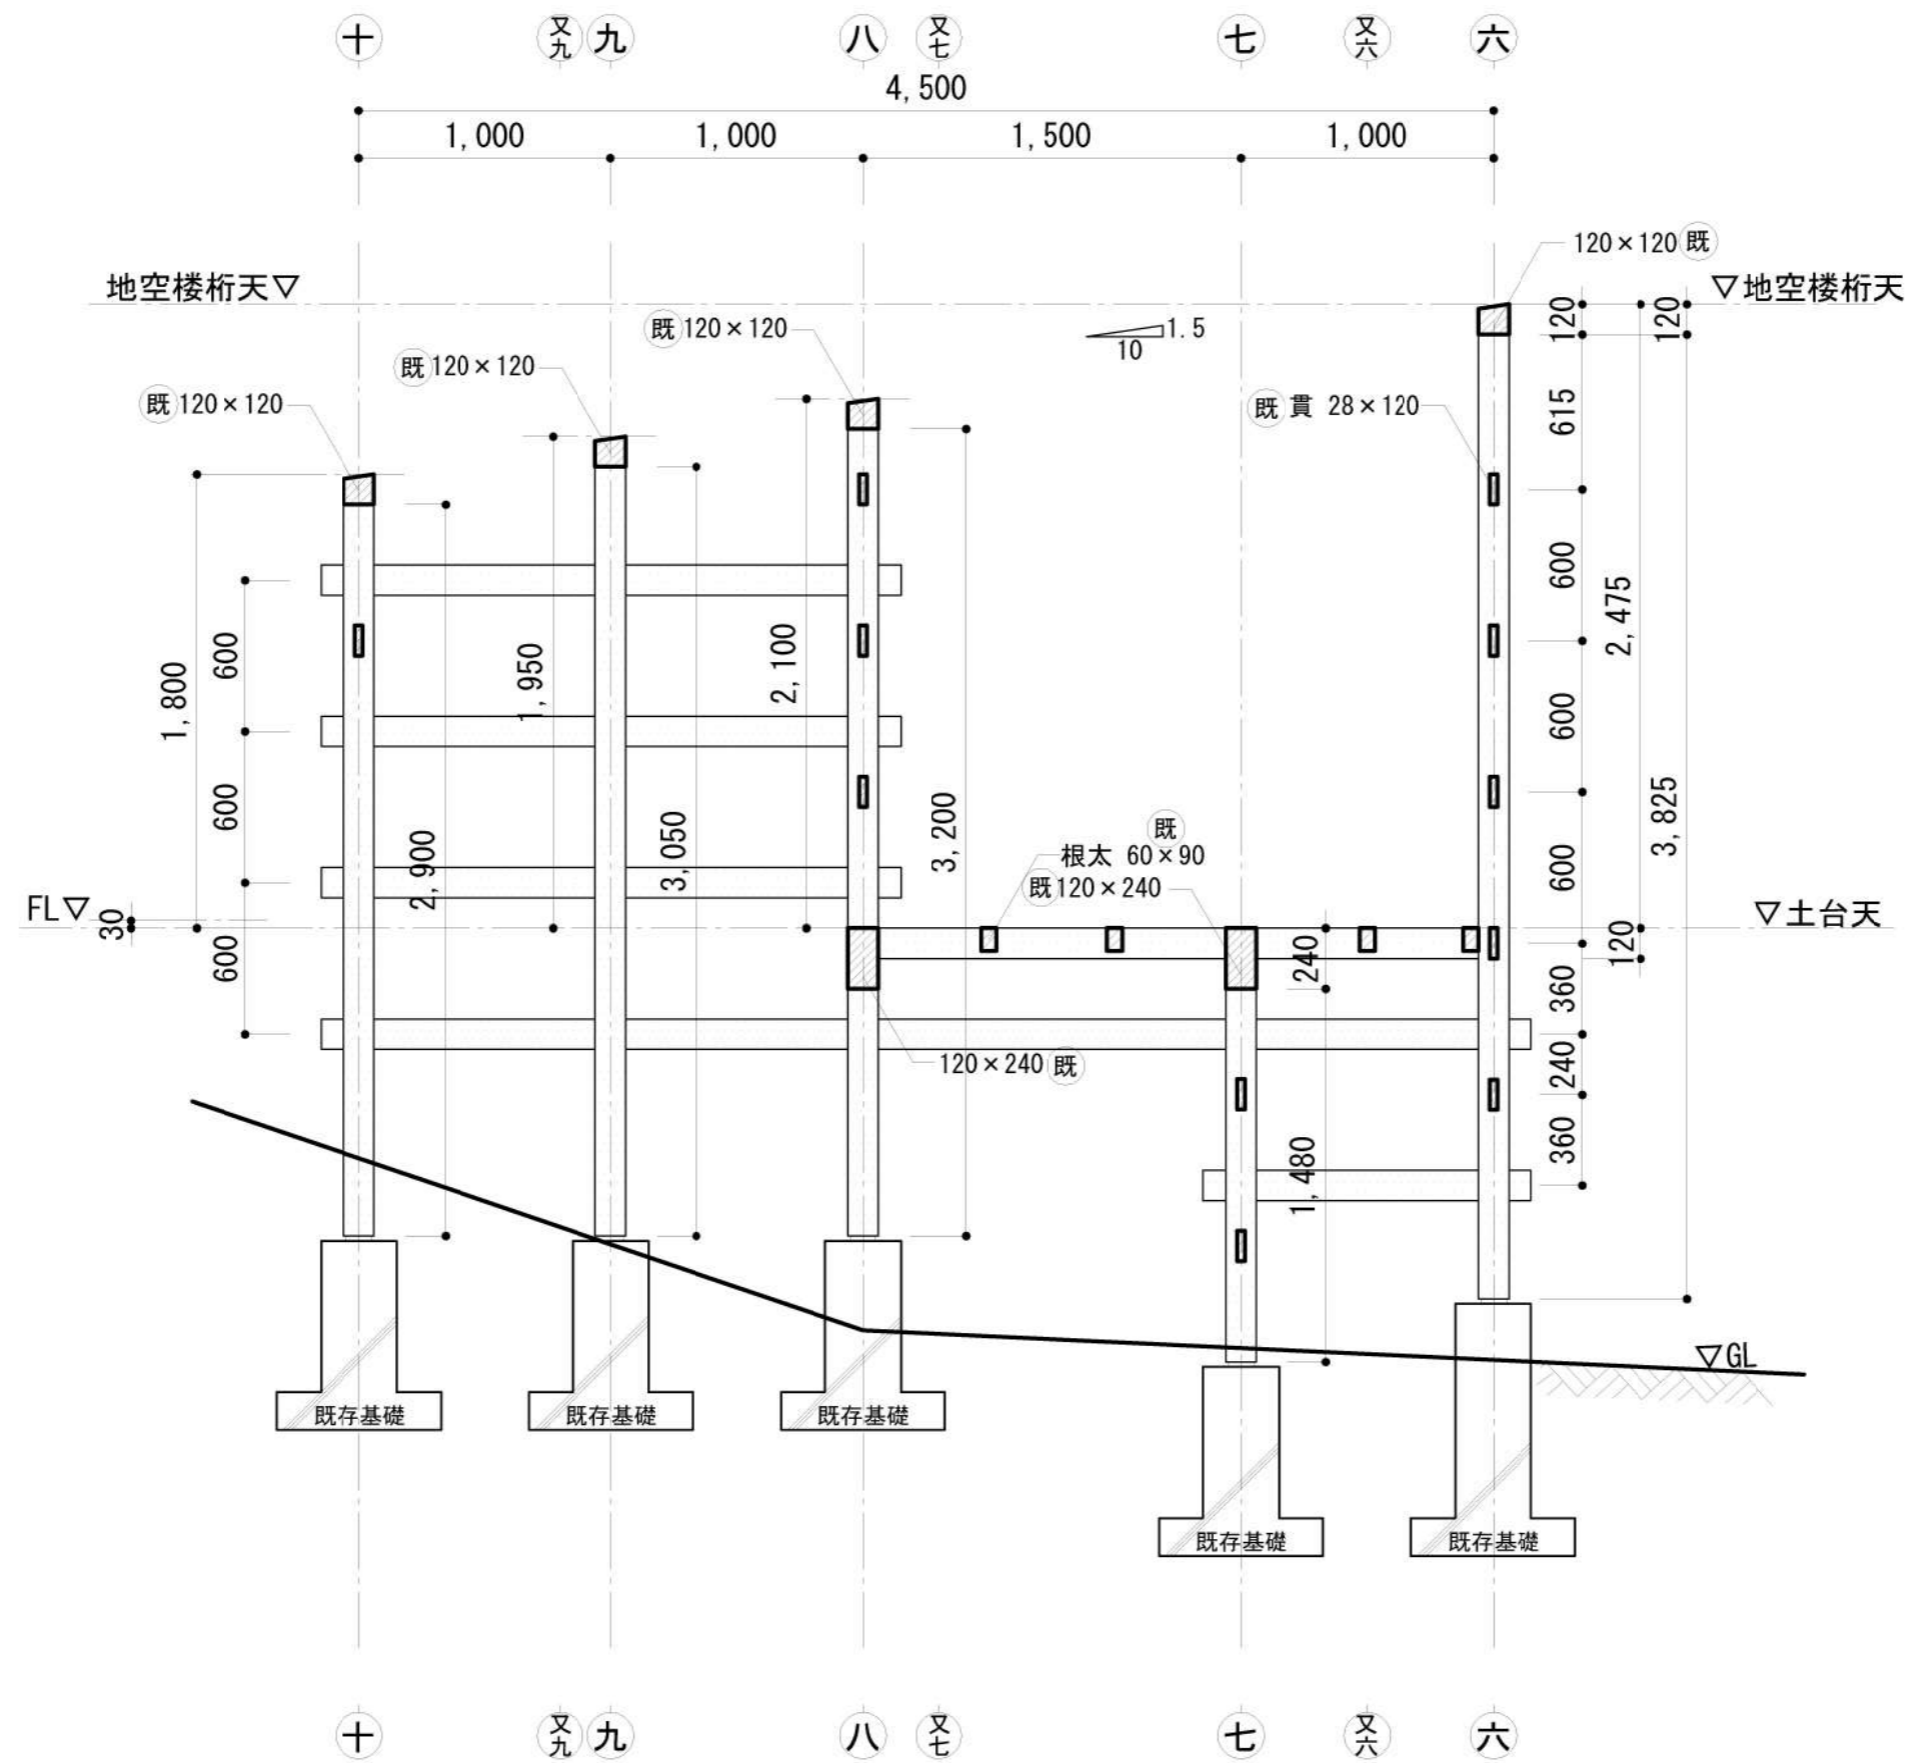 十 又九 九 八 又七 七 又六 六
4,500
1,000 1,000 1,500 1,000
120×120 既
地空楼桁天▽ ▽地空楼桁天
既 120×120
1.5
10
既 120×120
既 120×120
既 貫 28×120
120
120
615
600
2,475
600
3,825
600
120
360
240
360
1,800
600
600
600
2,900
1,950
3,050
2,100
3,200
既
根太 60×90
既 120×240
FL▽
30
▽土台天
240
120×240 既
1,480
▽GL
既存基礎 既存基礎 既存基礎
既存基礎 既存基礎
十 又九 九 八 又七 七 又六 六